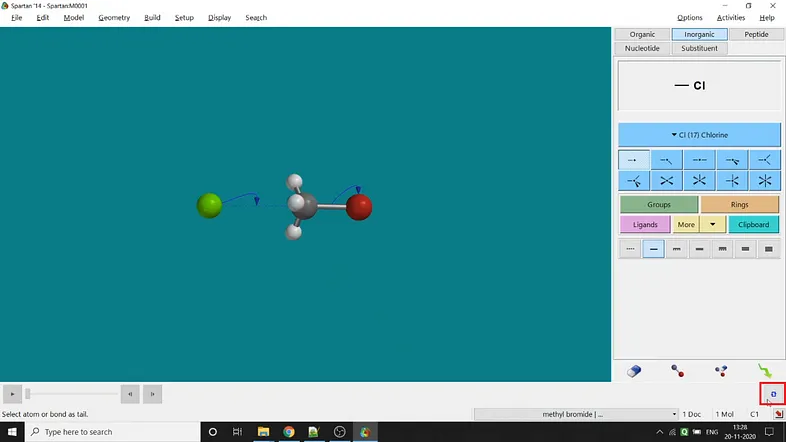 Spartan '14 - Spartan:M0001
File Edit Model Geometry Build Setup Display Search Options Activities Help
Organic Inorganic Peptide
Nucleotide Substituent
— Cl
Cl (17) Chlorine
Groups Rings
Ligands More Clipboard
Select atom or bond as tail.
methyl bromide | ...
1 Doc 1 Mol C1
Type here to search
ENG
13:28
20-11-2020